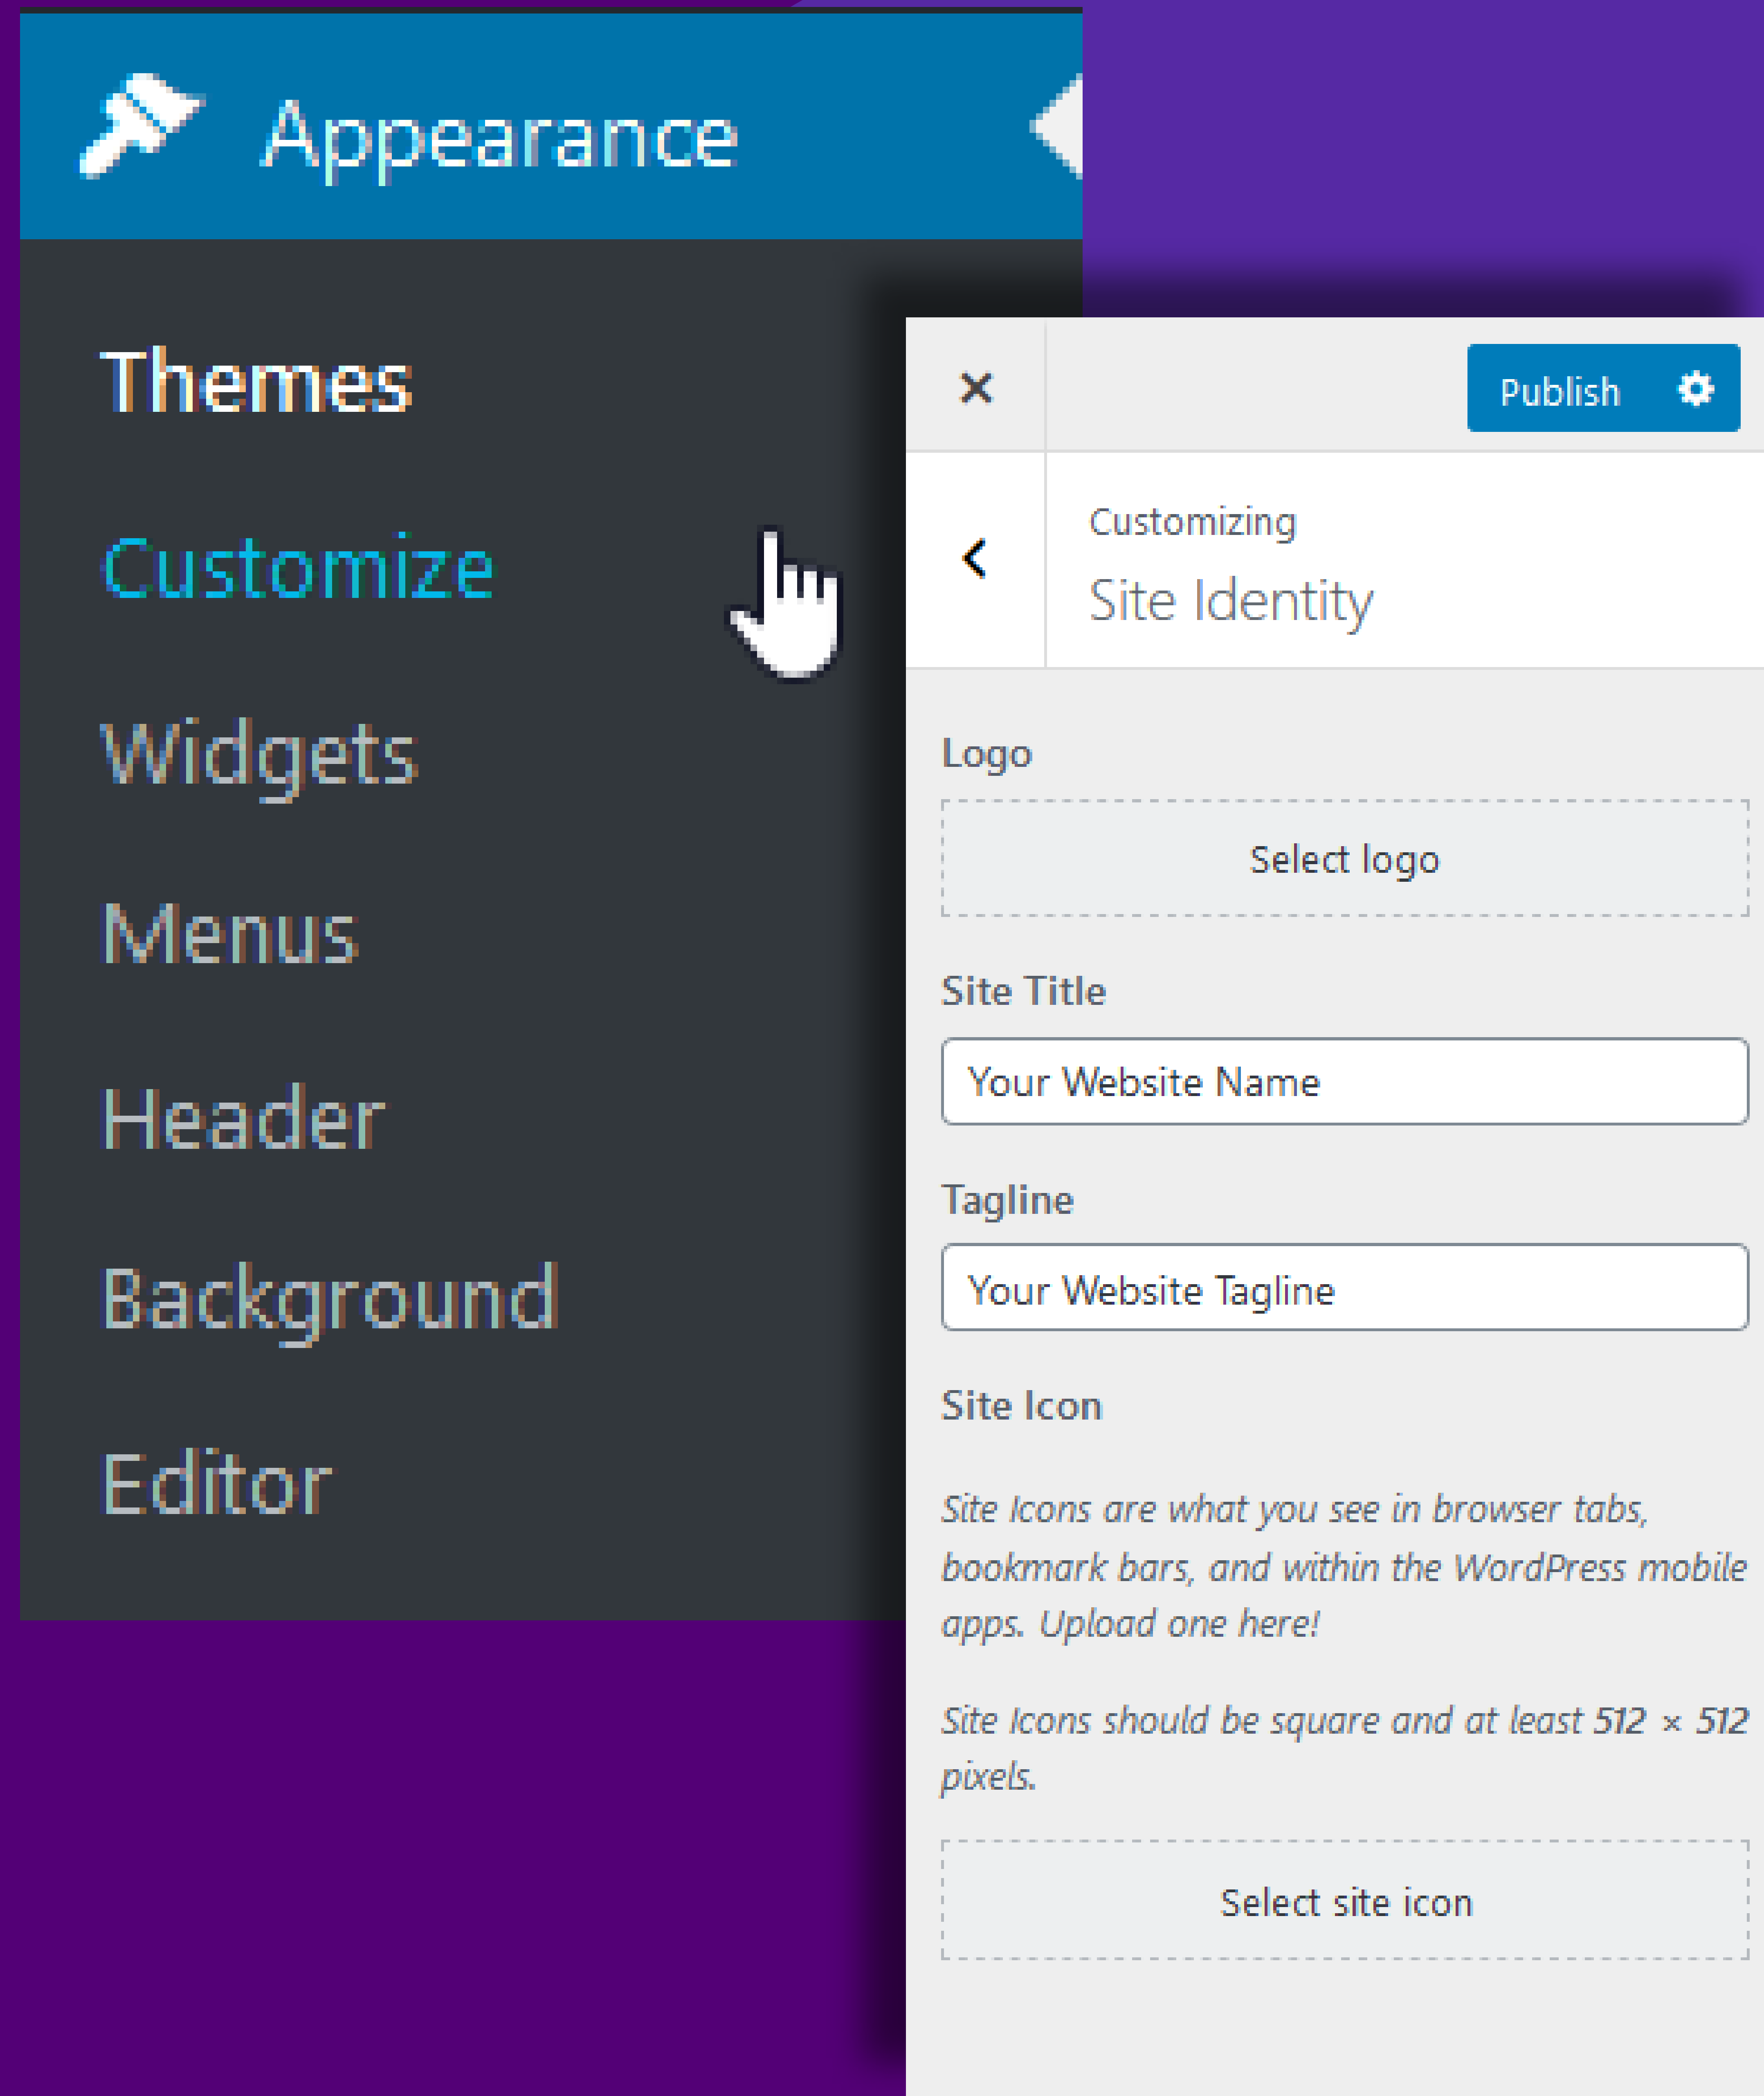 Appearance
Themes
Customize
Widgets
Menus
Header
Background
Editor
Publish
Customizing
Site Identity
Logo
Select logo
Site Title
Your Website Name
Tagline
Your Website Tagline
Site Icon
Site Icons are what you see in browser tabs,
bookmark bars, and within the WordPress mobile
apps. Upload one here!
Site Icons should be square and at least 512 × 512
pixels.
Select site icon